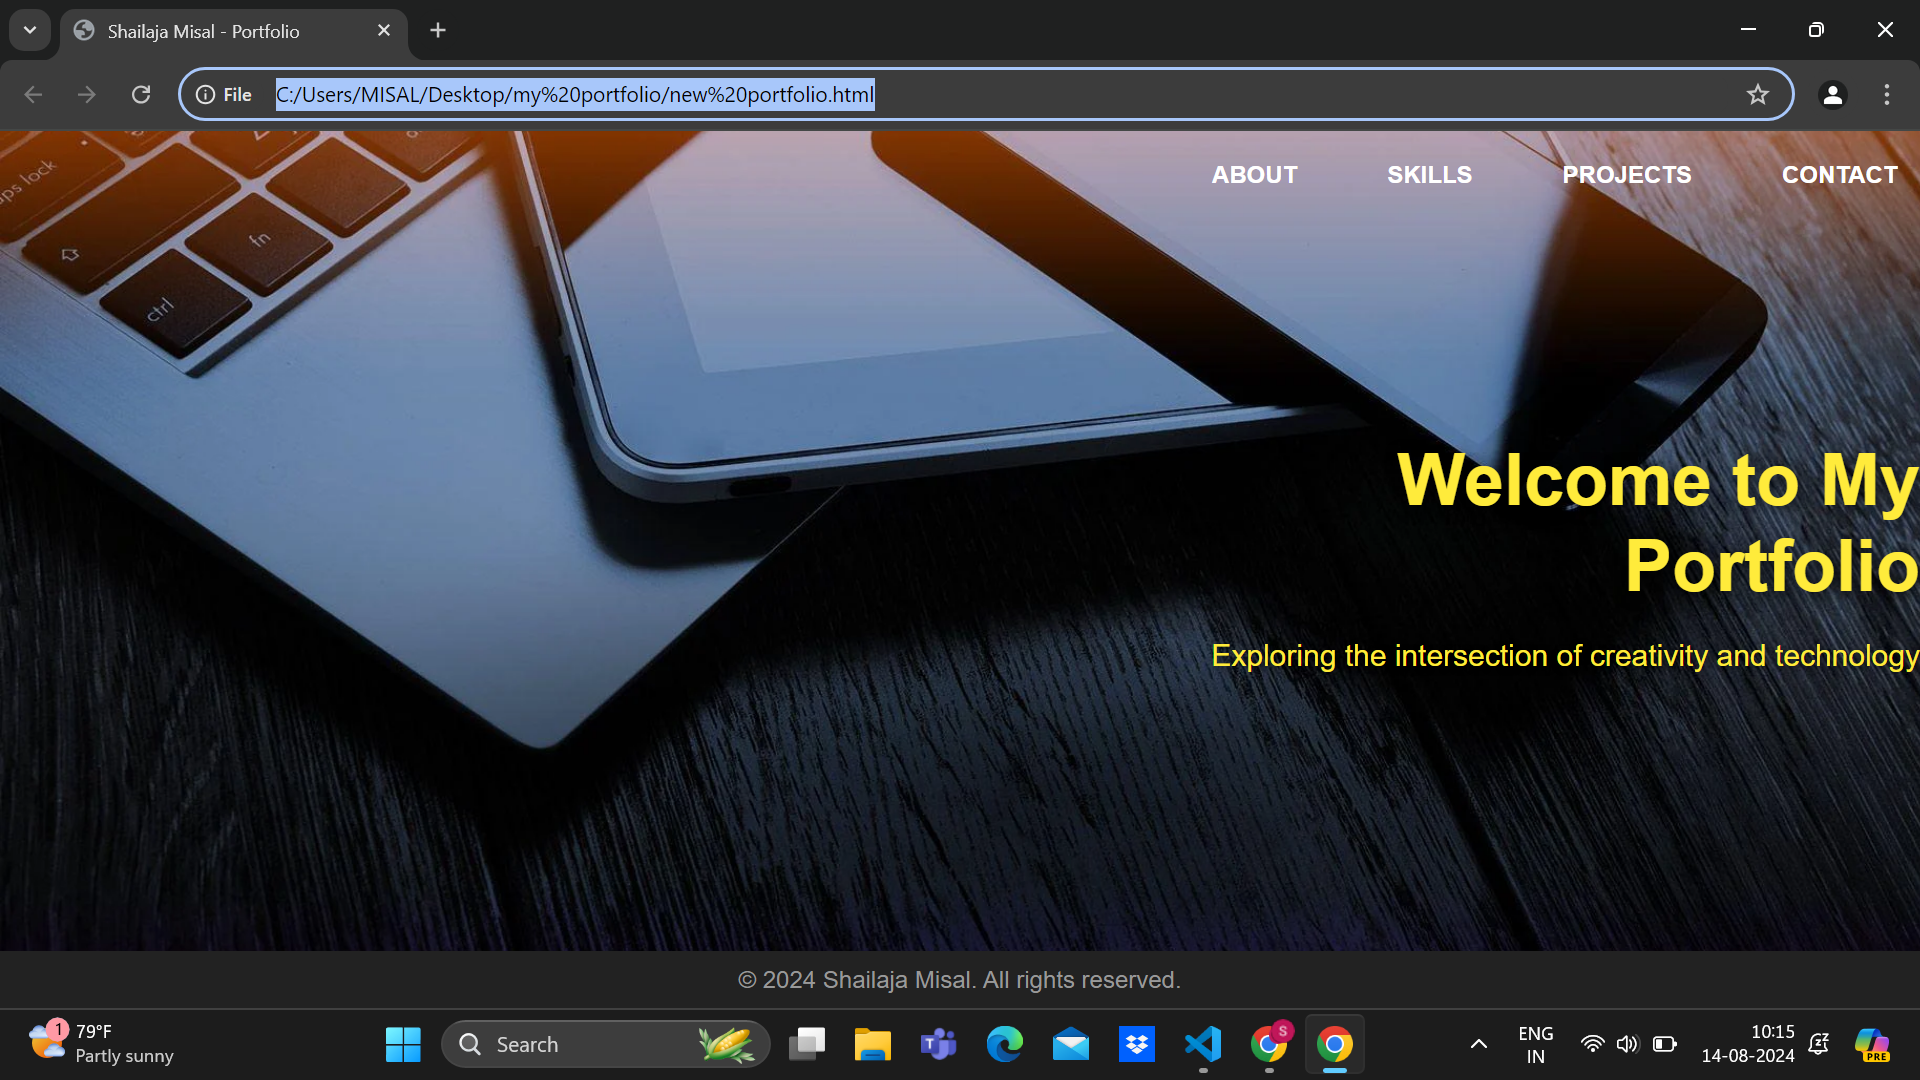 Shailaja Misal - Portfolio
File C:/Users/MISAL/Desktop/my%20portfolio/new%20portfolio.html
ABOUT SKILLS PROJECTS CONTACT
caps lock
fn
ctrl
Welcome to My
Portfolio
Exploring the intersection of creativity and technology
© 2024 Shailaja Misal. All rights reserved.
1
79°F
Partly sunny
Search
T
S
ENG
IN
10:15
14-08-2024
PRE